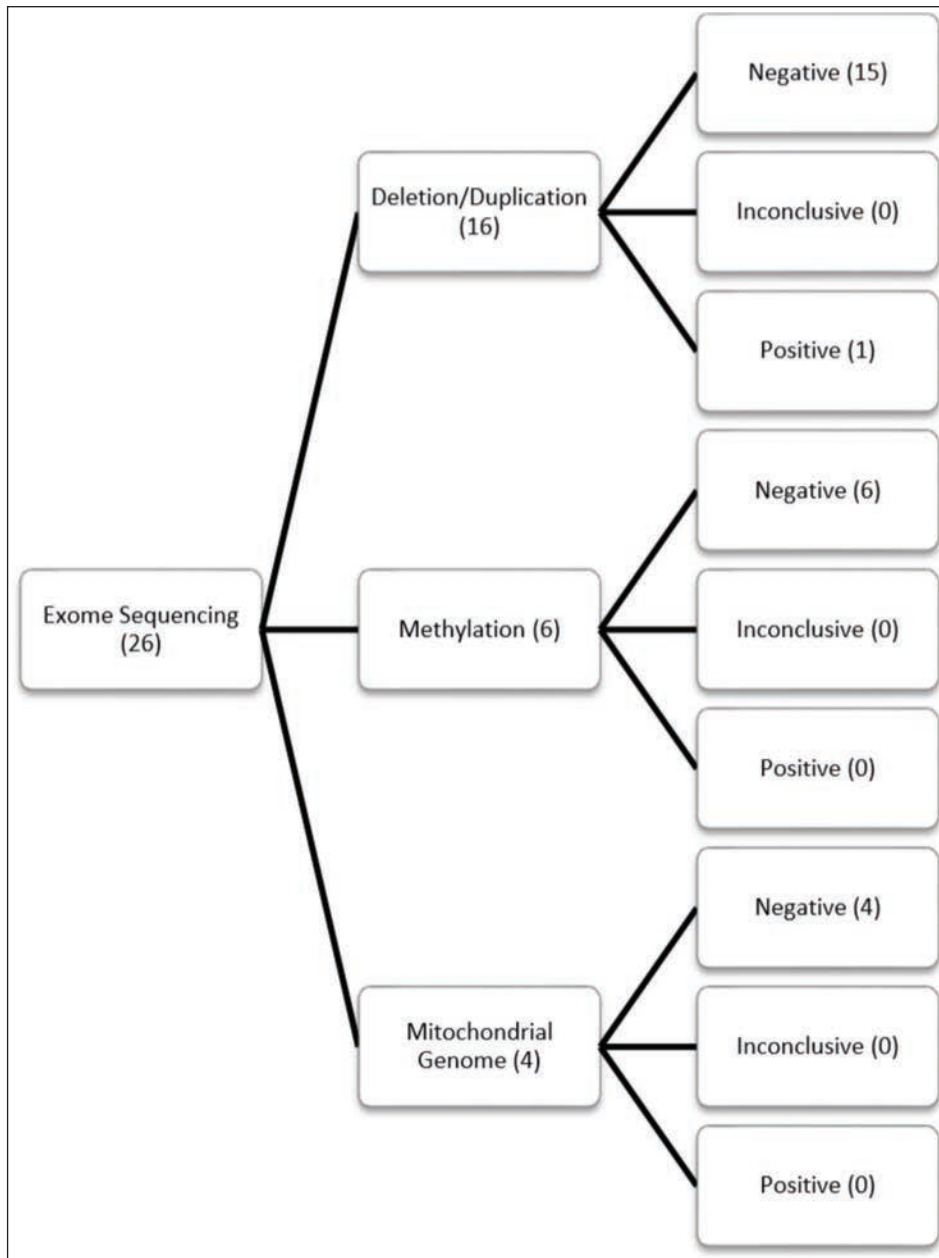 Exome Sequencing
(26)
Deletion/Duplication
(16)
Negative (15)
Inconclusive (0)
Positive (1)
Methylation (6)
Negative (6)
Inconclusive (0)
Positive (0)
Mitochondrial
Genome (4)
Negative (4)
Inconclusive (0)
Positive (0)